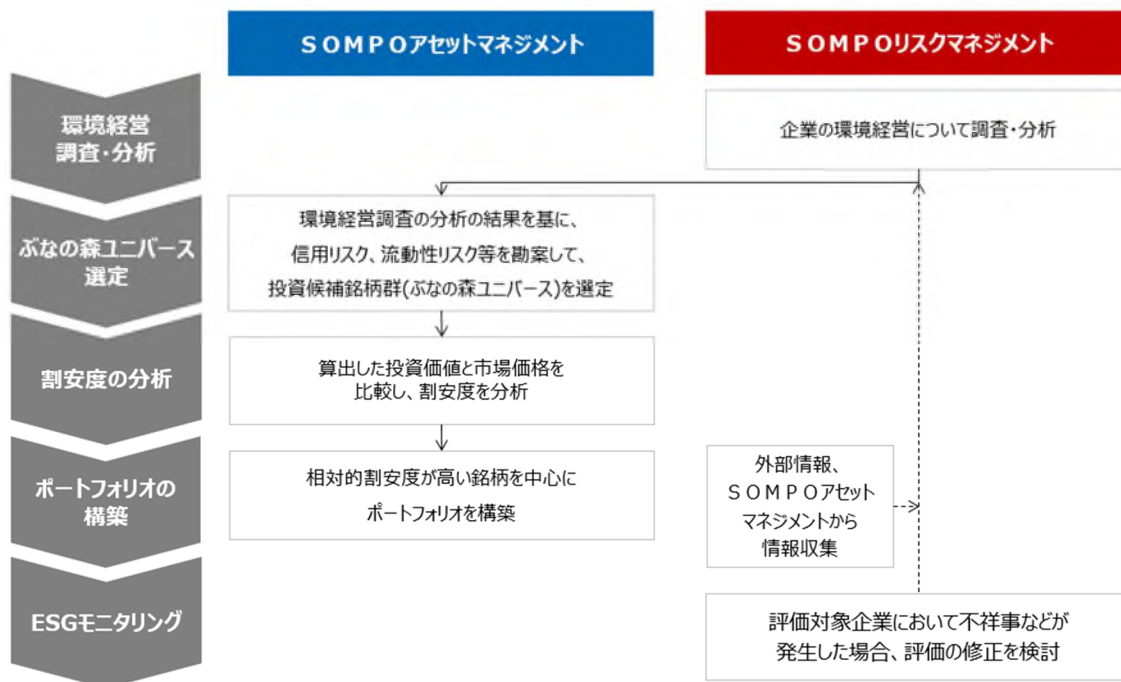 SOMPOアセットマネジメント
SOMPOリスクマネジメント
環境経営
調査・分析
企業の環境経営について調査・分析
ぶなの森ユニバース
選定
環境経営調査の分析の結果を基に、
信用リスク、流動性リスク等を勘案して、
投資候補銘柄群(ぶなの森ユニバース)を選定
割安度の分析
算出した投資価値と市場価格を
比較し、割安度を分析
ポートフォリオの
構築
相対的割安度が高い銘柄を中心に
ポートフォリオを構築
外部情報、
SOMPOアセット
マネジメントから
情報収集
ESGモニタリング
評価対象企業において不祥事などが
発生した場合、評価の修正を検討